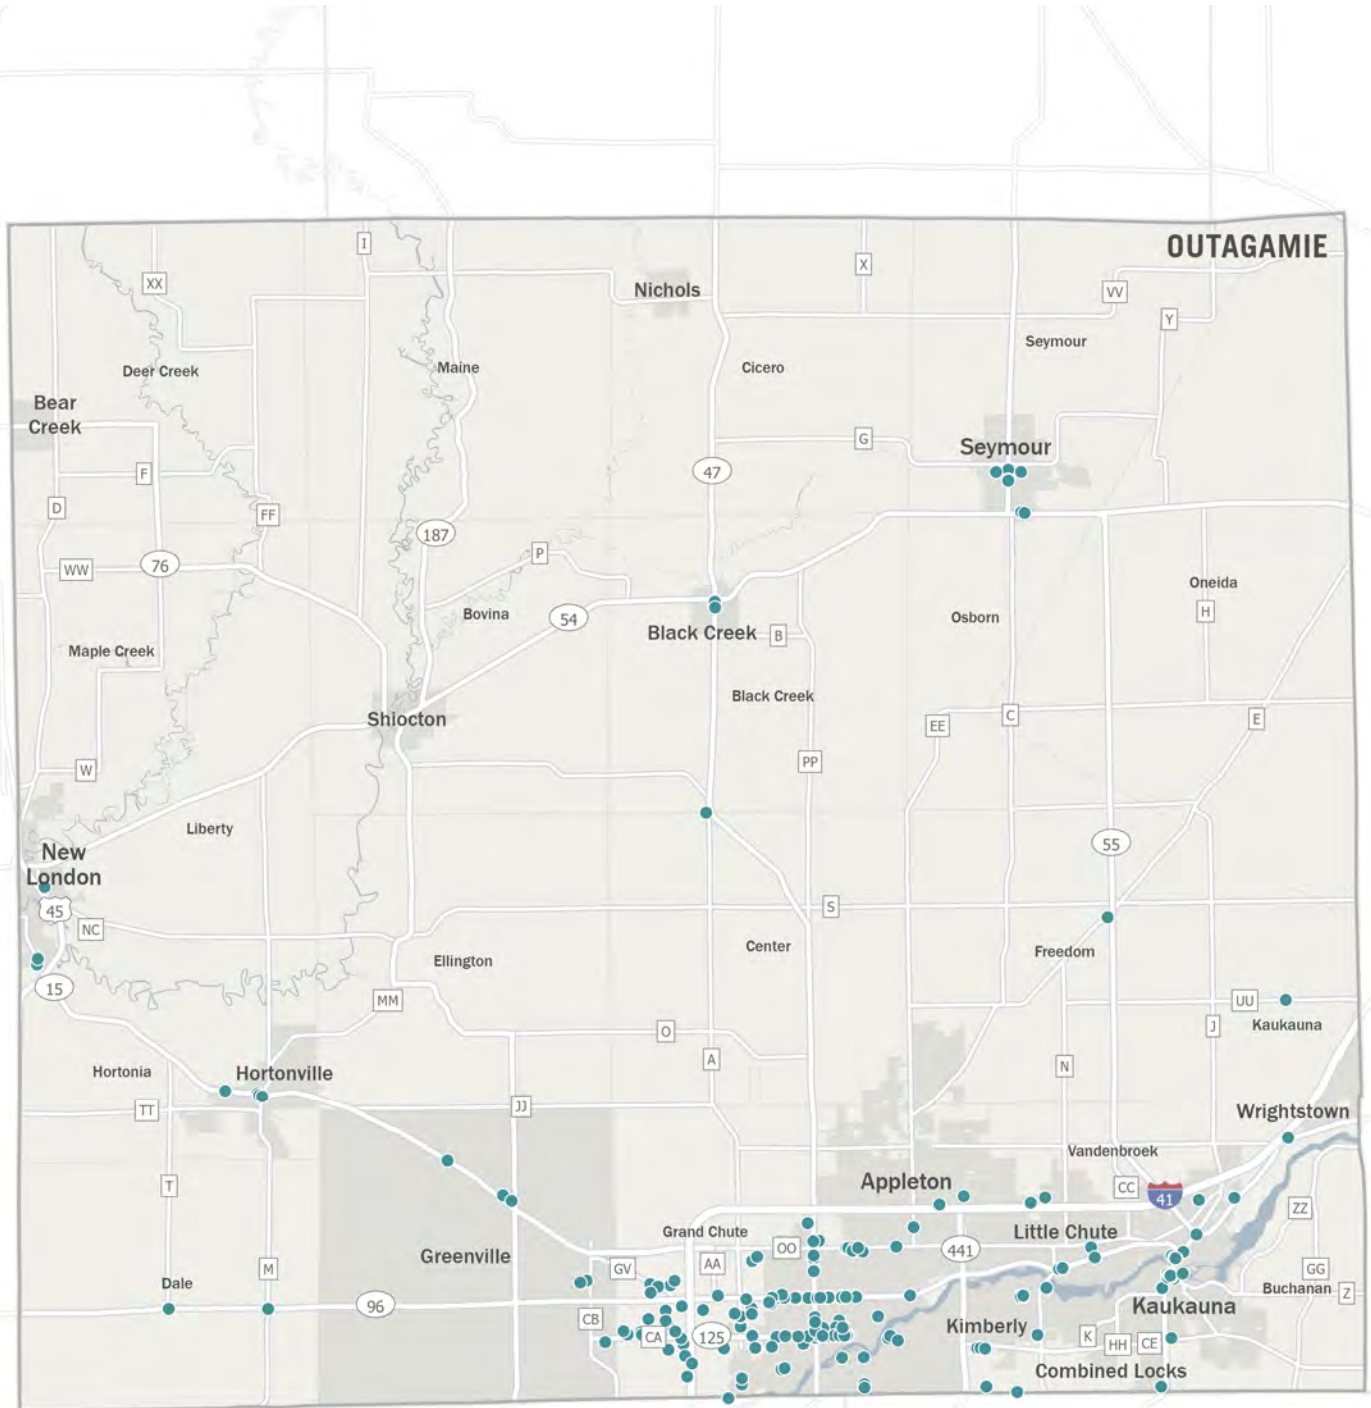 OUTAGAMIE
I
X
XX
Nichols
VV
Y
Seymour
Deer Creek
Maine
Cicero
Bear
Creek
G
Seymour
F
47
D
FF
187
P
WW
76
Oneida
H
Bovina
54
Osborn
Black Creek
B
Maple Creek
Black Creek
Shiocton
EE
C
E
W
PP
Liberty
55
New
London
45
S
NC
Center
Freedom
Ellington
15
MM
UU
Kaukauna
O
J
A
N
Hortonia
Hortonville
TT
JJ
Wrightstown
Vandenbroek
T
Appleton
CC
41
ZZ
Grand Chute
Little Chute
OO
441
Greenville
AA
GV
M
GG
Dale
Buchanan
Z
96
CB
Kaukauna
CA
125
Kimberly
K
HH
CE
Combined Locks